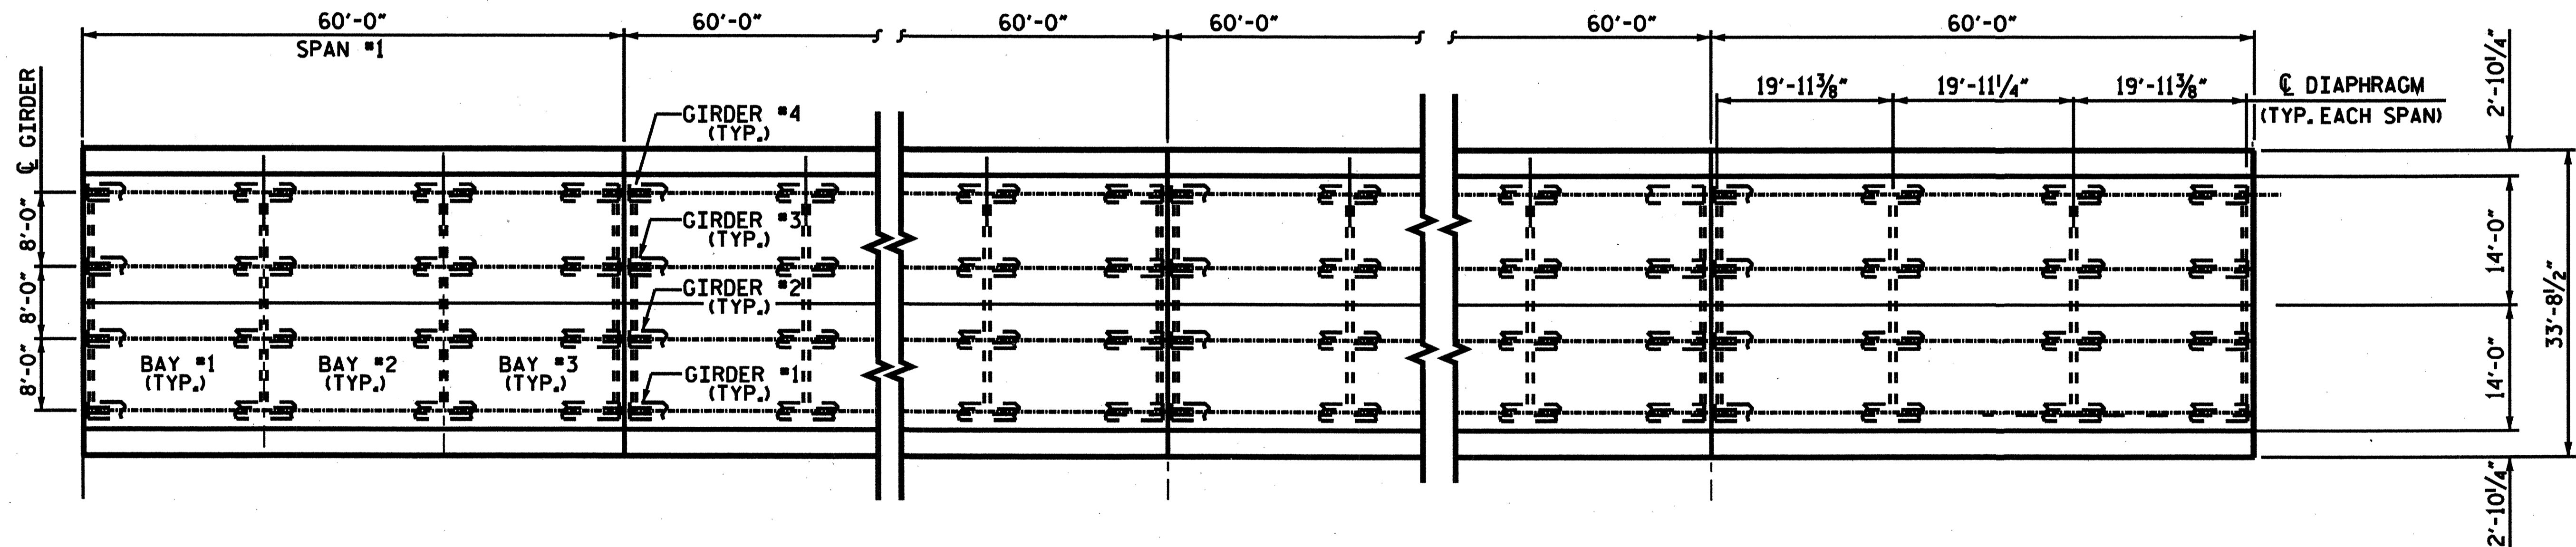 60'-0"
60'-0"
60'-0"
60'-0"
60'-0"
60'-0"
SPAN #1
19'-11⅜"
19'-11¼"
19'-11⅜"
℄ DIAPHRAGM
(TYP. EACH SPAN)
2'-10¼"
℄ GIRDER
GIRDER #4
(TYP.)
8'-0"
GIRDER #3
(TYP.)
14'-0"
8'-0"
GIRDER #2
(TYP.)
33'-8½"
8'-0"
BAY #1
(TYP.)
BAY #2
(TYP.)
BAY #3
(TYP.)
GIRDER #1
(TYP.)
14'-0"
2'-10¼"